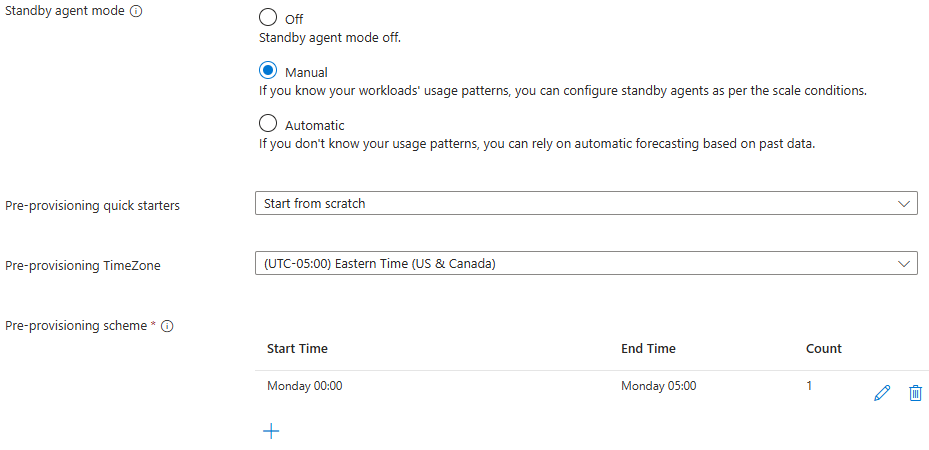 Standby agent mode
Off
Standby agent mode off.
Manual
If you know your workloads' usage patterns, you can configure standby agents as per the scale conditions.
Automatic
If you don't know your usage patterns, you can rely on automatic forecasting based on past data.
Pre-provisioning quick starters
Start from scratch
Pre-provisioning TimeZone
(UTC-05:00) Eastern Time (US & Canada)
Pre-provisioning scheme *
Start Time End Time Count
Monday 00:00 Monday 05:00 1